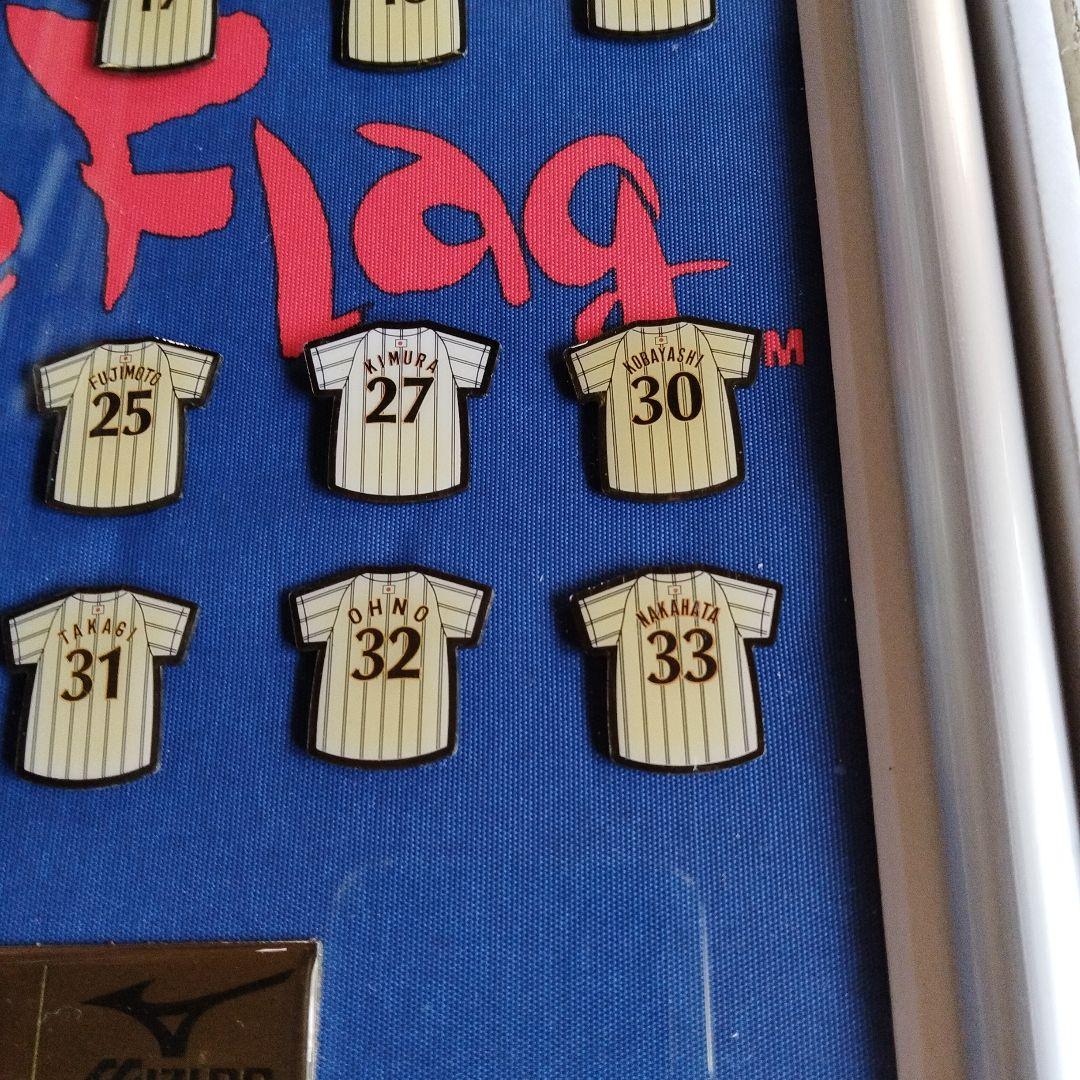 Flag
M
FUJIMOTO
25
KIMURA
27
KOBAYASHI
30
TAKAGI
31
OHNO
32
NAKAHATA
33